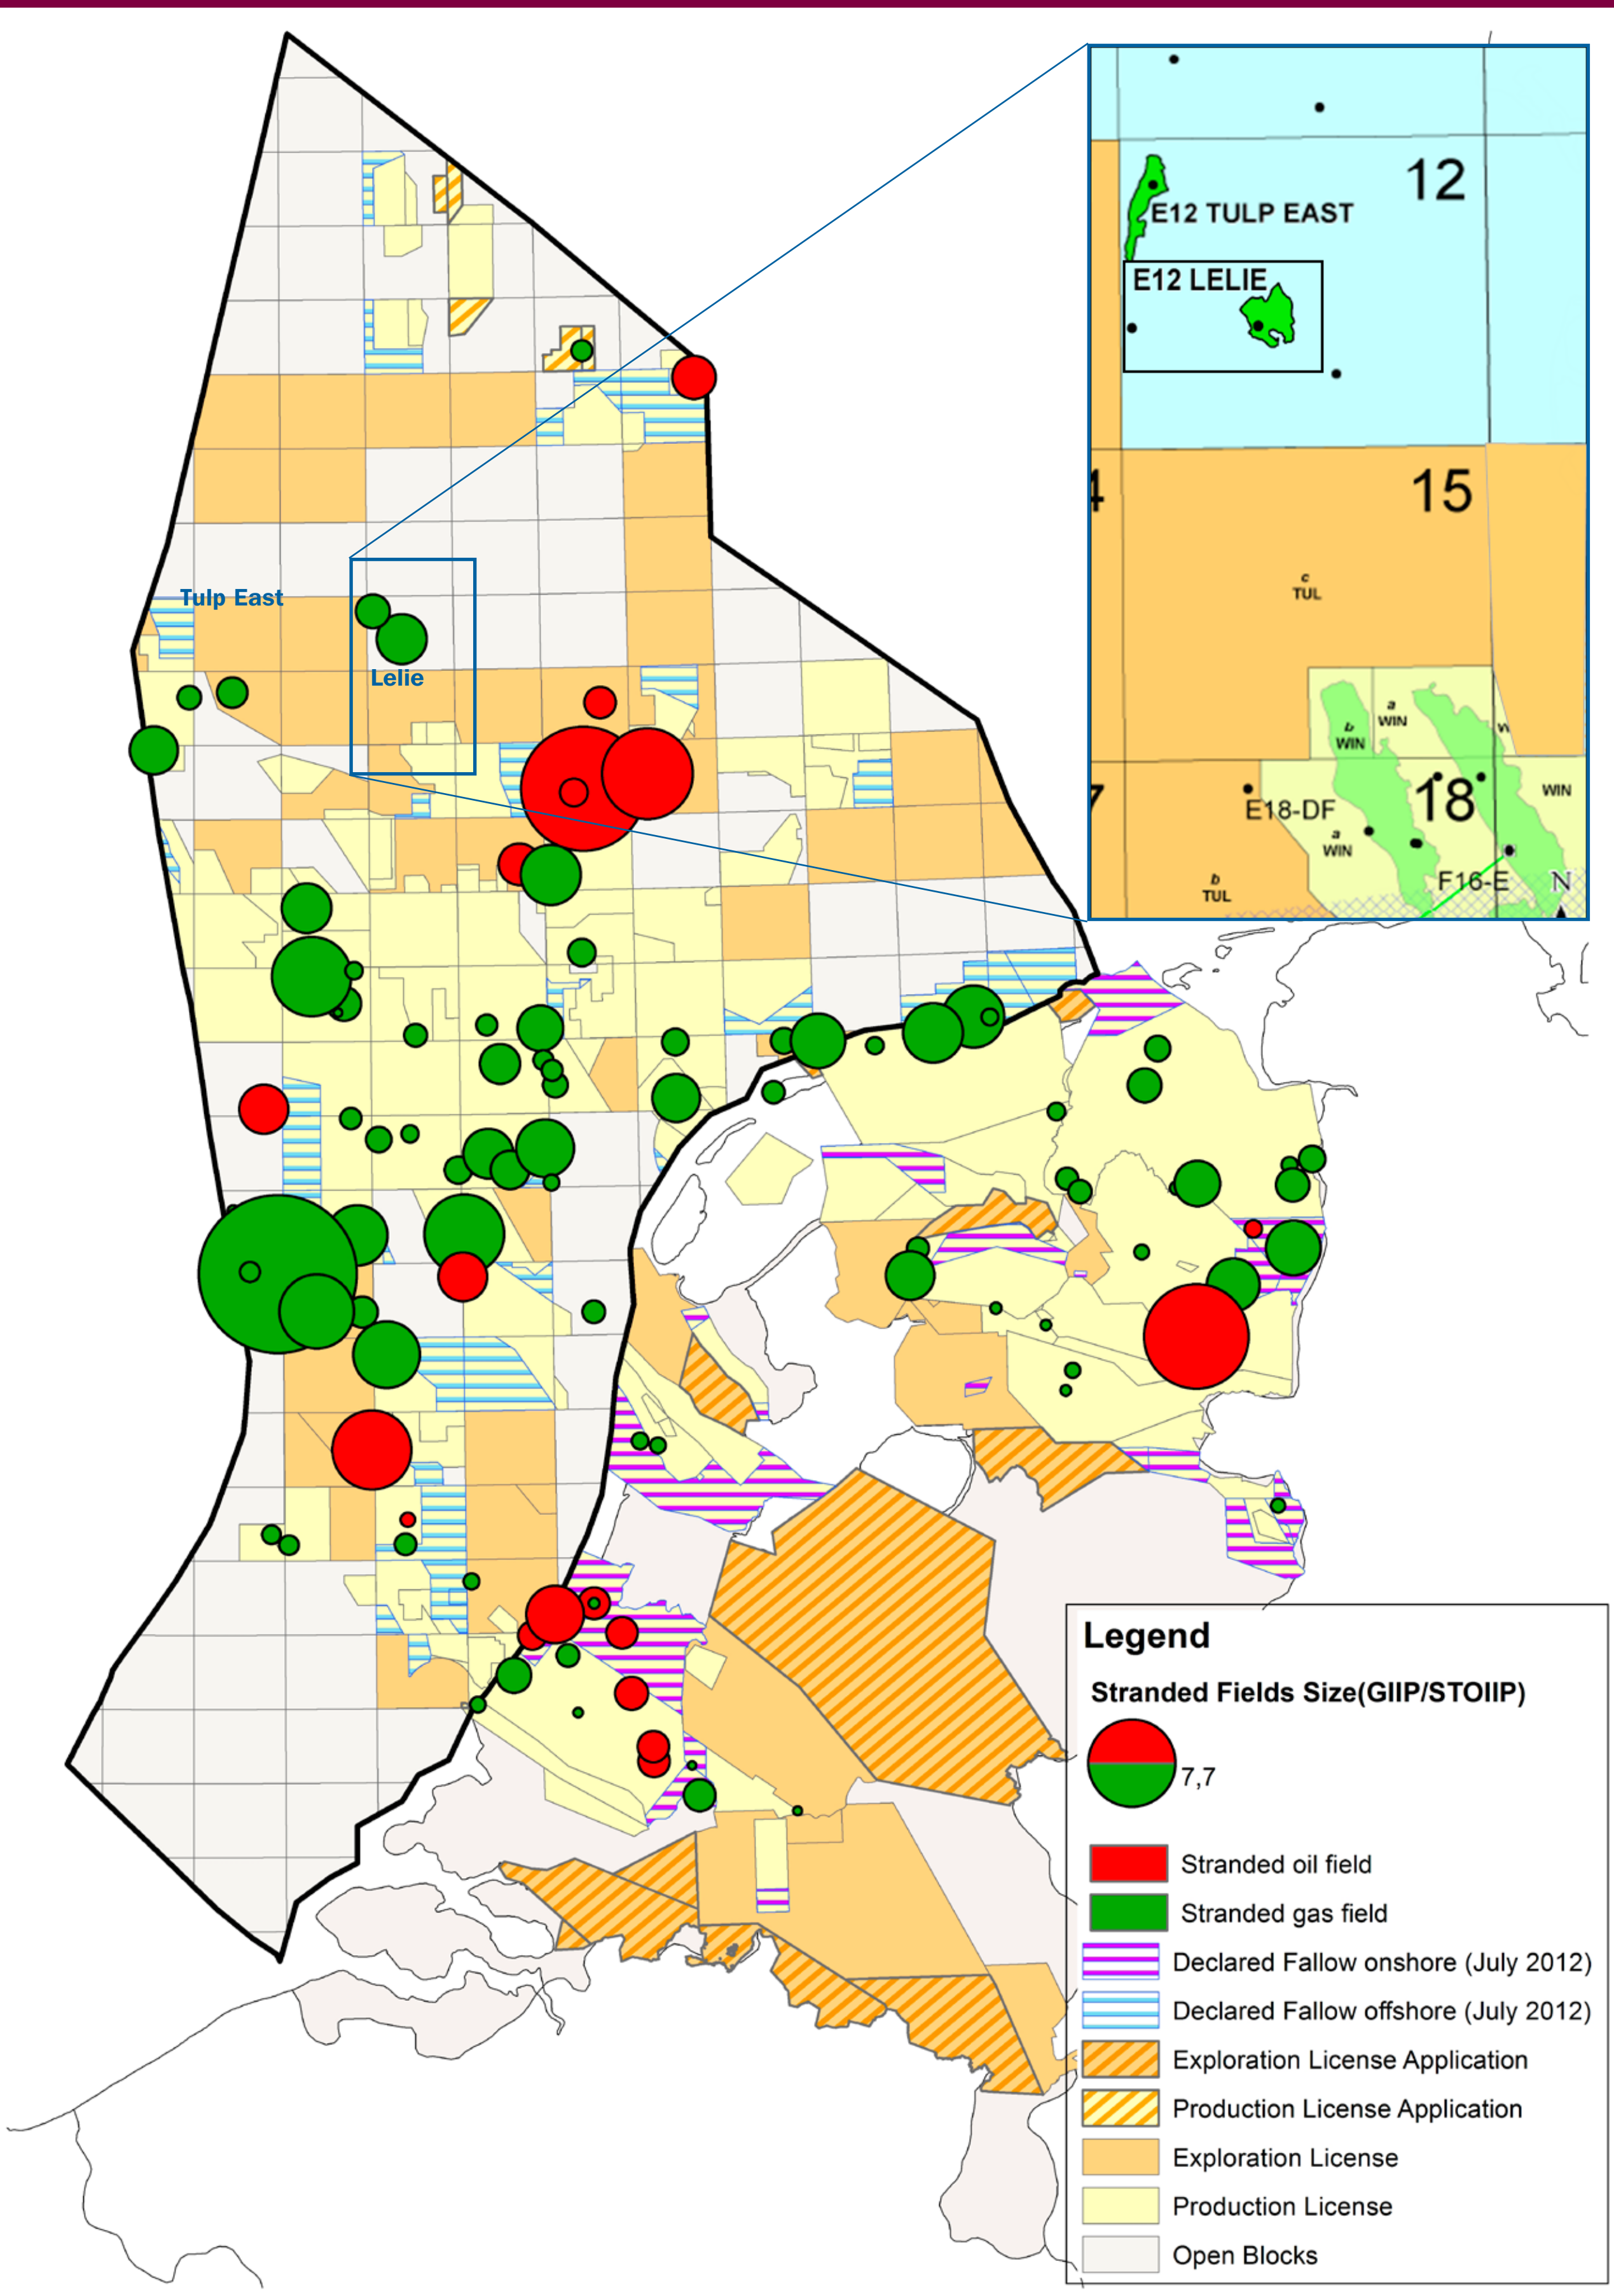 12
E12 TULP EAST
E12 LELIE
4
15
c
TUL
Tulp East
Lelie
a
WIN
b
WIN
W
7
18
WIN
E18-DF
a
WIN
b
TUL
F16-E
N
Legend
Stranded Fields Size(GIIP/STOIIP)
7,7
Stranded oil field
Stranded gas field
Declared Fallow onshore (July 2012)
Declared Fallow offshore (July 2012)
Exploration License Application
Production License Application
Exploration License
Production License
Open Blocks